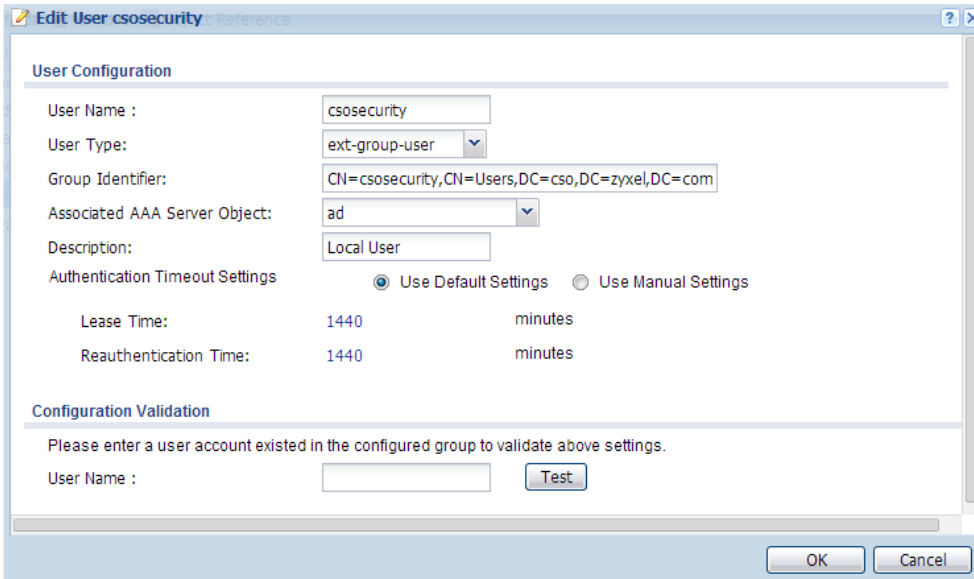 Edit User csosecurity
Reference
User Configuration
User Name :
csosecurity
User Type:
ext-group-user
Group Identifier:
CN=csosecurity,CN=Users,DC=cso,DC=zyxel,DC=com
Associated AAA Server Object:
ad
Description:
Local User
Authentication Timeout Settings
Use Default Settings
Use Manual Settings
Lease Time:
1440
minutes
Reauthentication Time:
1440
minutes
Configuration Validation
Please enter a user account existed in the configured group to validate above settings.
User Name :
Test
OK
Cancel